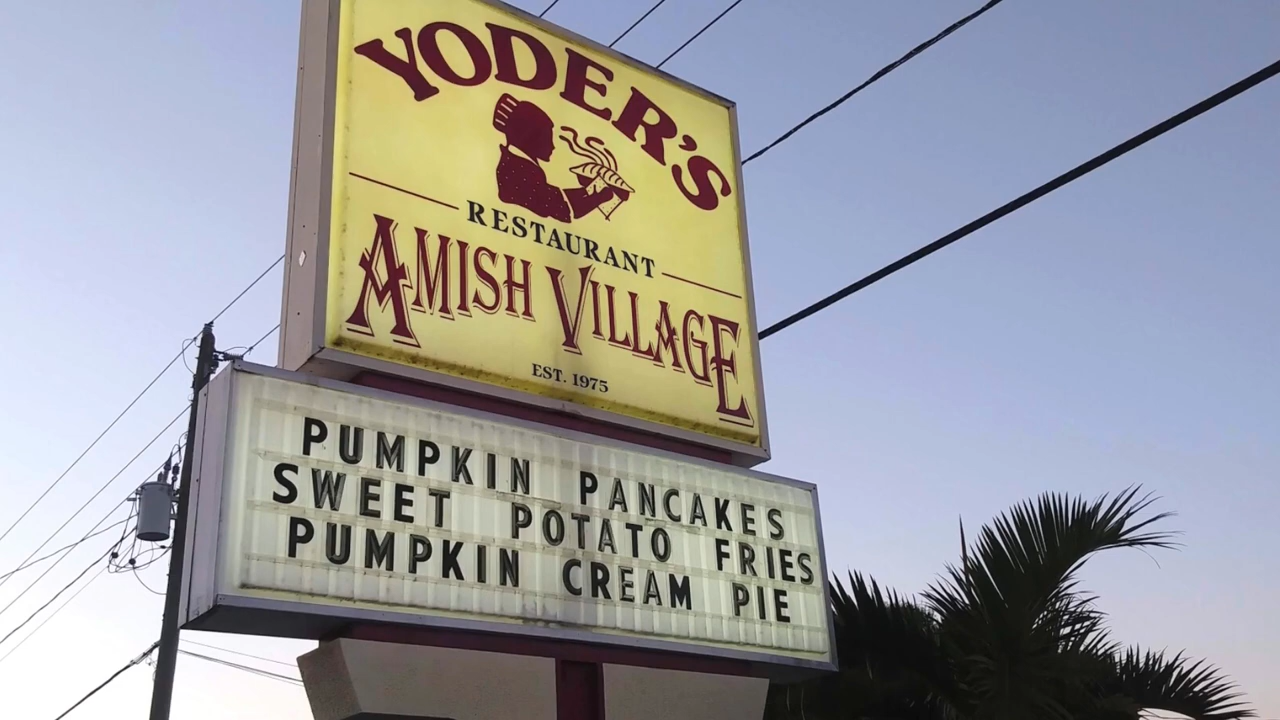 YODER'S
RESTAURANT
AMISH VILLAGE
EST. 1975
PUMPKIN PANCAKES
SWEET POTATO FRIES
PUMPKIN CREAM PIE